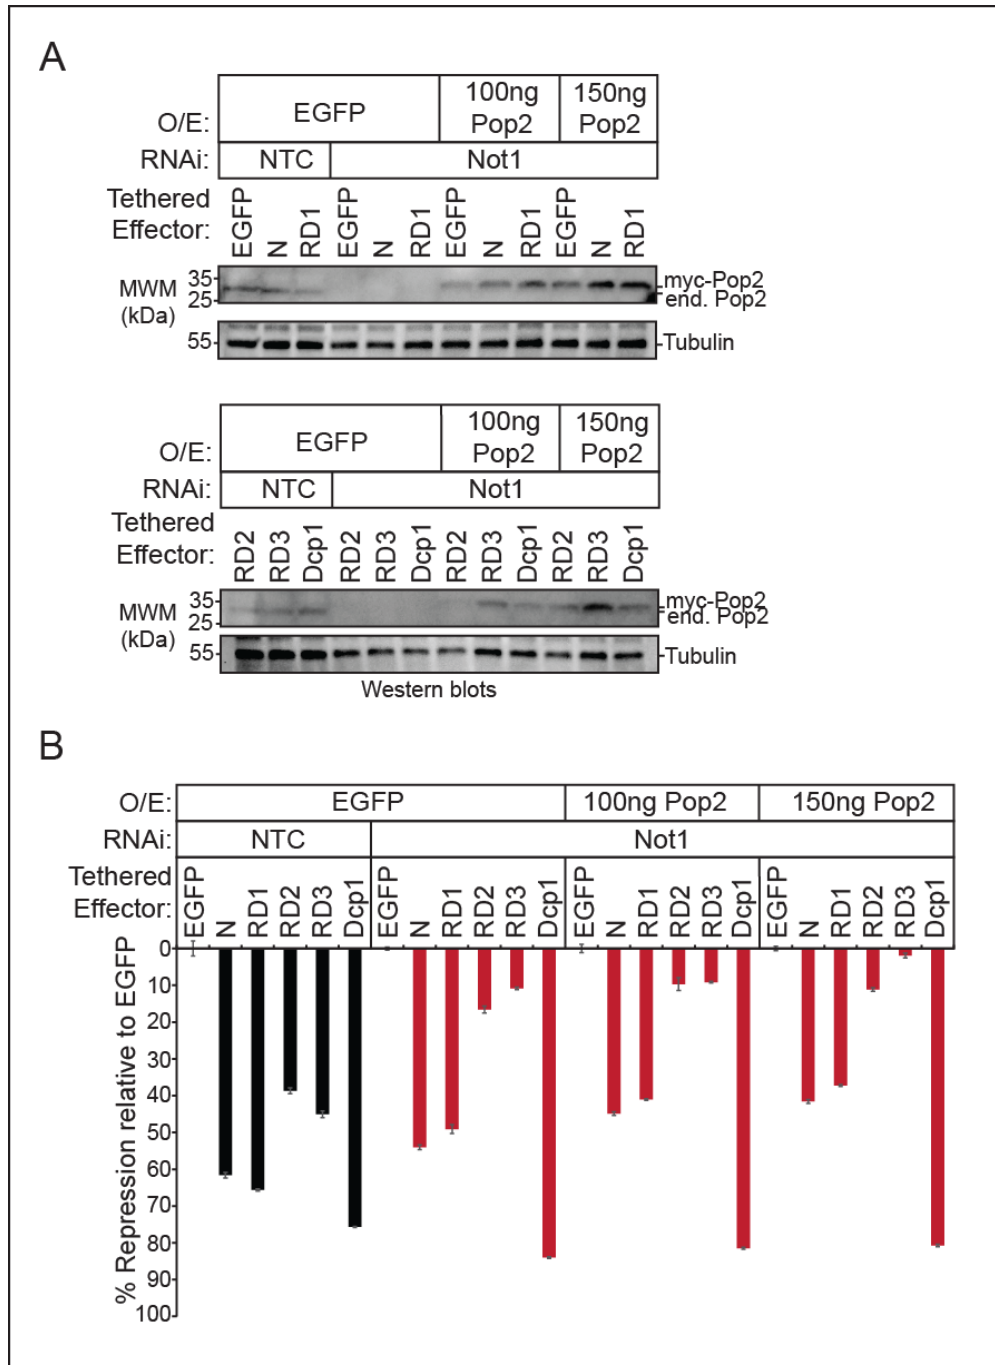 A
O/E: EGFP 100ng Pop2 150ng Pop2
RNAi: NTC Not1
Tethered Effector: EGFP N RD1 EGFP N RD1 EGFP N RD1 EGFP N RD1
MWM (kDa) 35 25 myc-Pop2 end. Pop2
55 Tubulin
O/E: EGFP 100ng Pop2 150ng Pop2
RNAi: NTC Not1
Tethered Effector: RD2 RD3 Dcp1 RD2 RD3 Dcp1 RD2 RD3 Dcp1 RD2 RD3 Dcp1
MWM (kDa) 35 25 myc-Pop2 end. Pop2
55 Tubulin
Western blots
B
O/E: EGFP 100ng Pop2 150ng Pop2
RNAi: NTC Not1
Tethered Effector: EGFP N RD1 RD2 RD3 Dcp1 EGFP N RD1 RD2 RD3 Dcp1 EGFP N RD1 RD2 RD3 Dcp1 EGFP N RD1 RD2 RD3 Dcp1
% Repression relative to EGFP
0
10
20
30
40
50
60
70
80
90
100